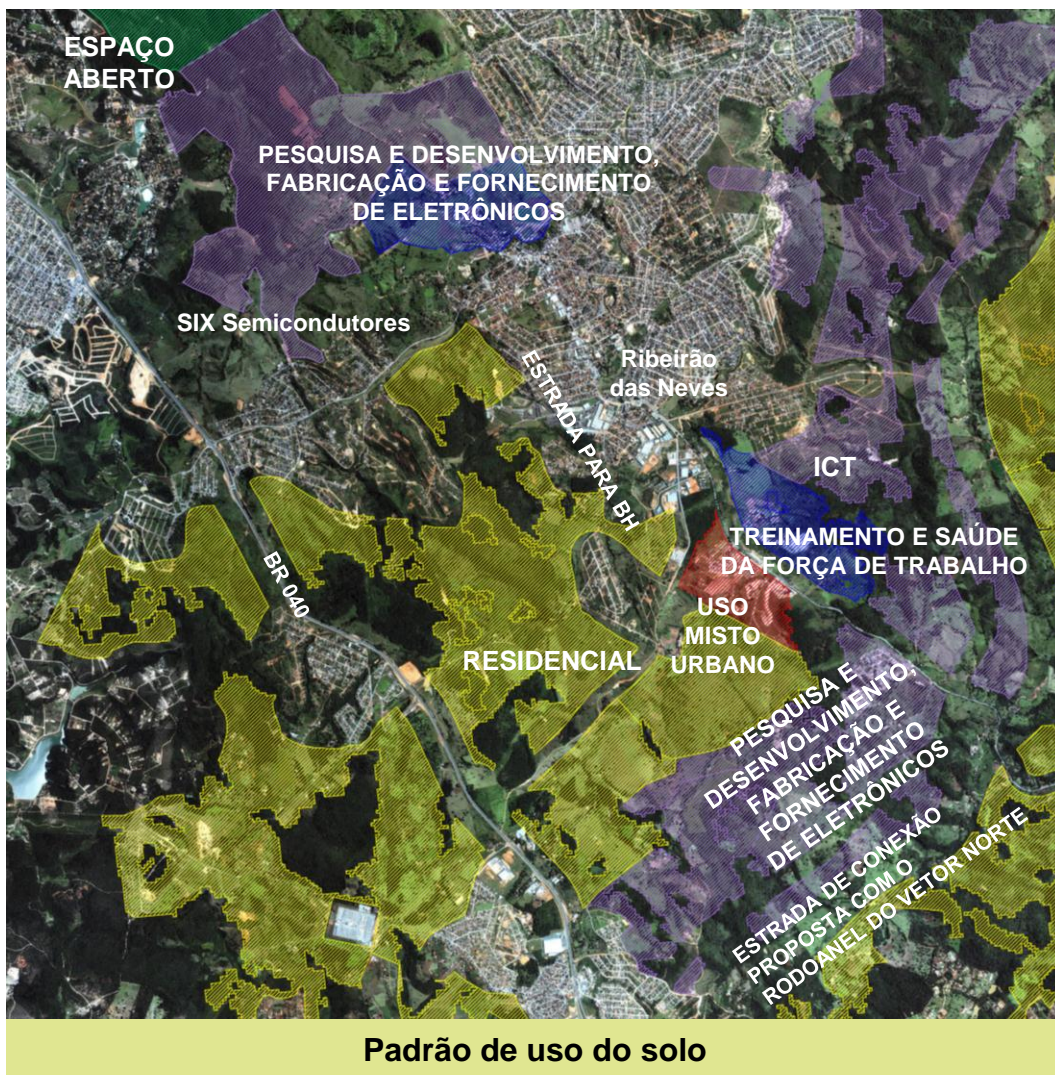 ESPAÇO
ABERTO
PESQUISA E DESENVOLVIMENTO,
FABRICAÇÃO E FORNECIMENTO
DE ELETRÔNICOS
SIX Semicondutores
Ribeirão
das Neves
ESTRADA PARA BH
ICT
TREINAMENTO E SAÚDE
DA FORÇA DE TRABALHO
BR 040
USO
MISTO
URBANO
RESIDENCIAL
PESQUISA E
DESENVOLVIMENTO,
FABRICAÇÃO E
FORNECIMENTO
DE ELETRÔNICOS
ESTRADA DE CONEXÃO
PROPOSTA COM O
RODOANEL DO VETOR NORTE
Padrão de uso do solo